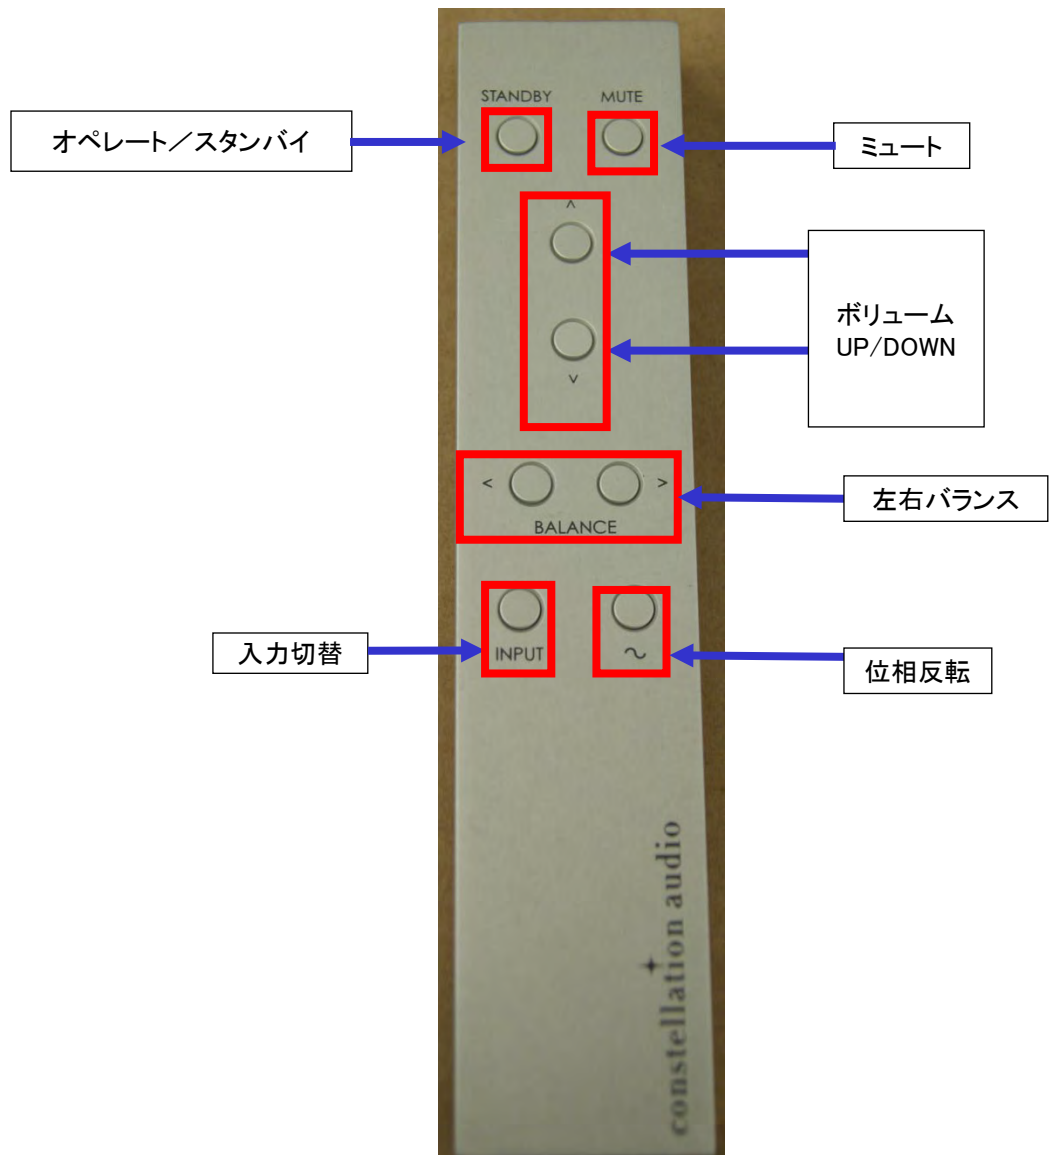 STANDBY MUTE
オペレート／スタンバイ
ミュート
^
ボリューム
UP/DOWN
v
< >
BALANCE
左右バランス
入力切替
INPUT ～
位相反転
constellation audio